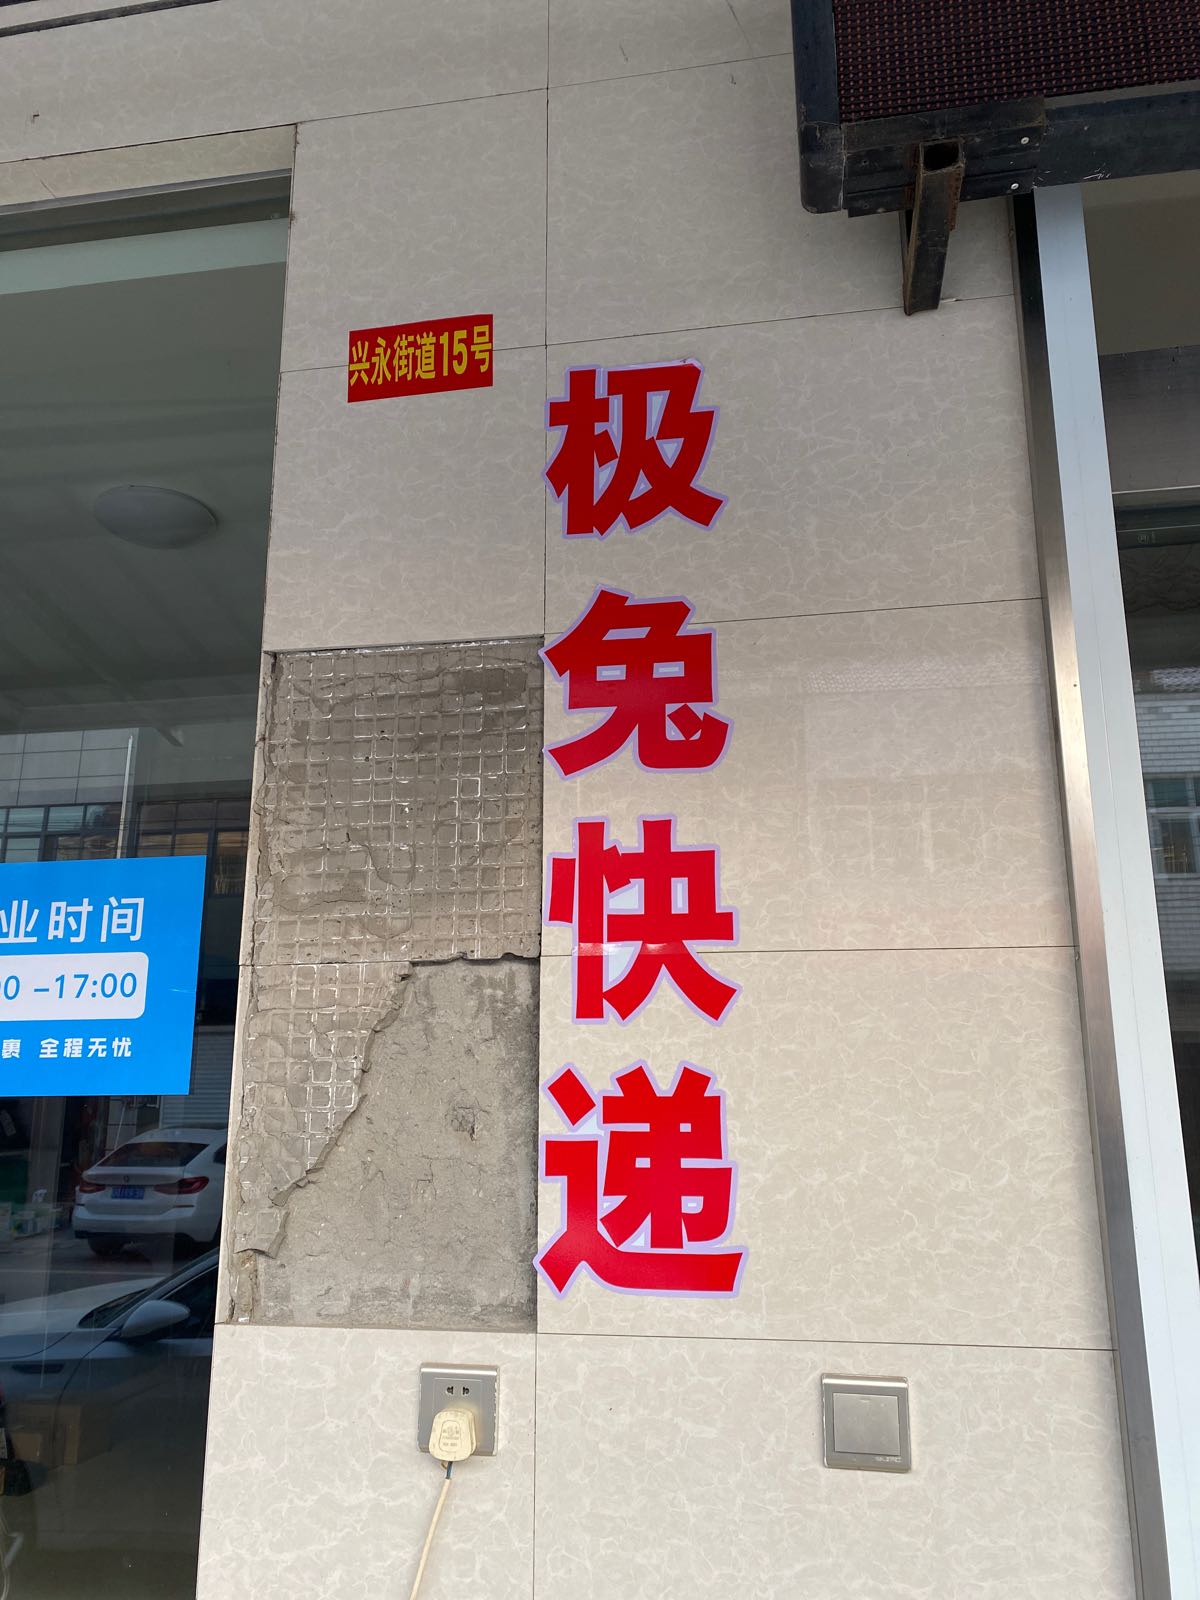 兴永街道15号
极兔快递
业时间
00 –17:00
裹 全程无忧